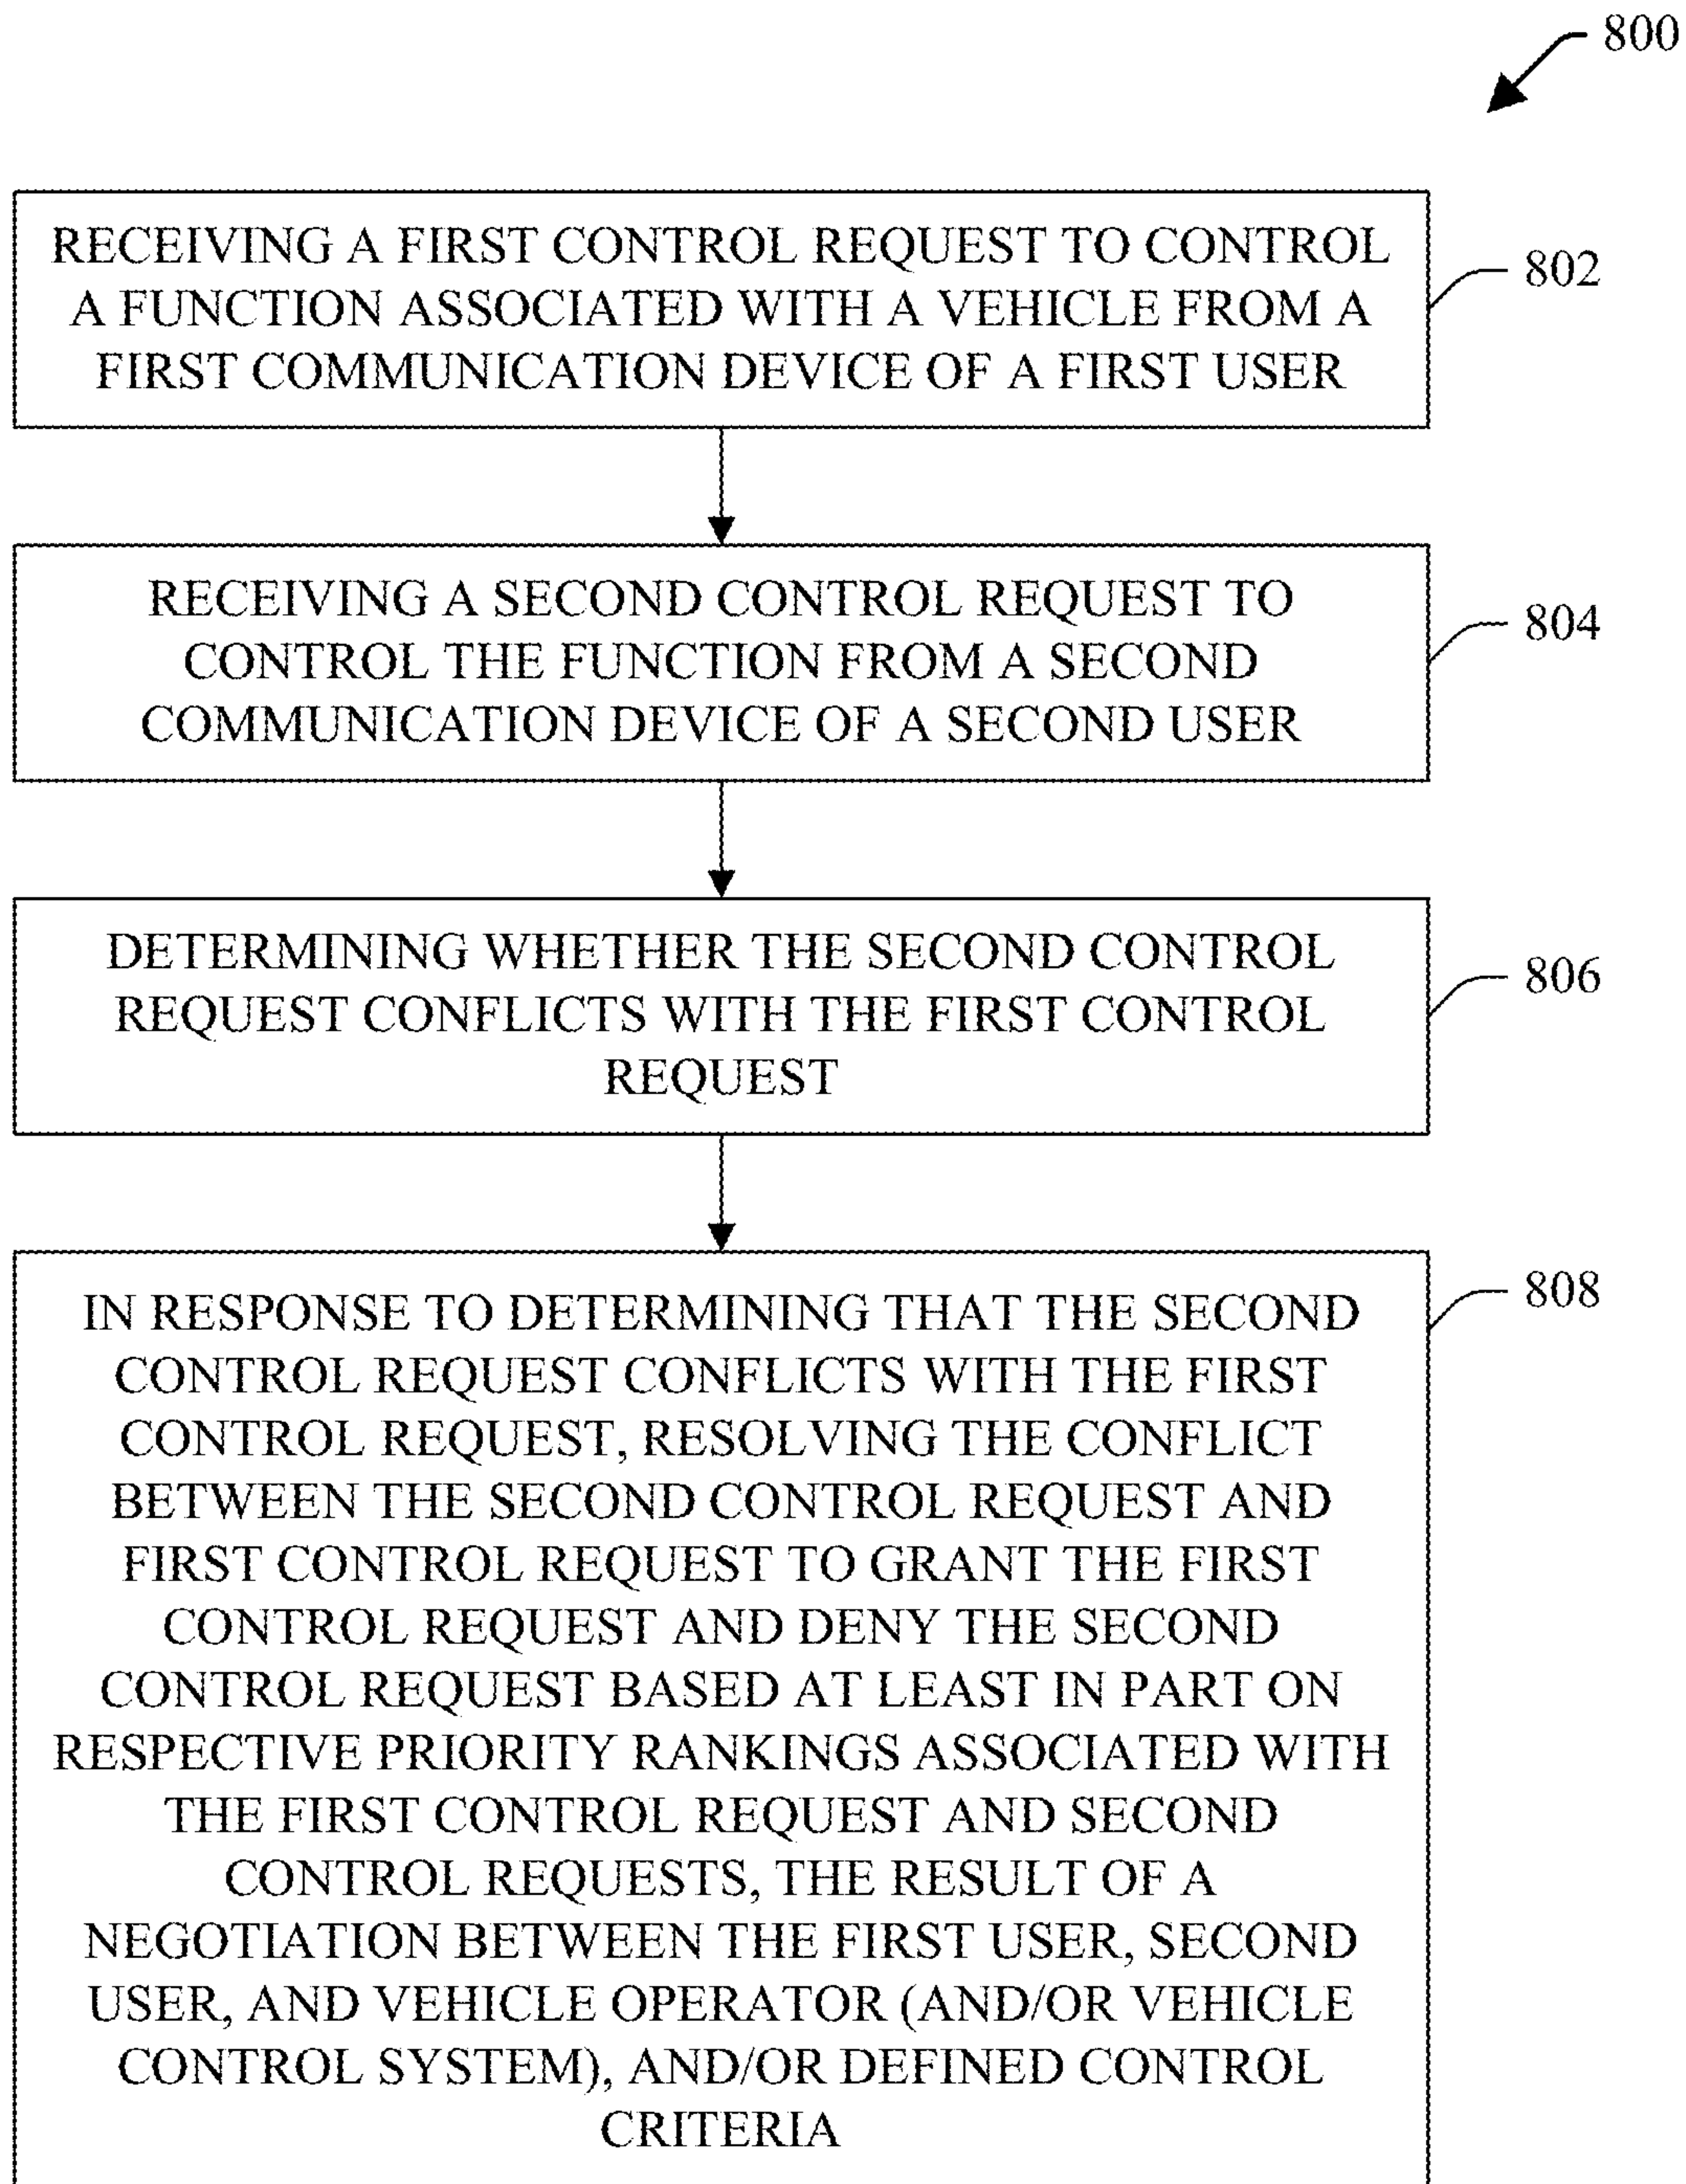 800
RECEIVING A FIRST CONTROL REQUEST TO CONTROL
A FUNCTION ASSOCIATED WITH A VEHICLE FROM A
FIRST COMMUNICATION DEVICE OF A FIRST USER
802
RECEIVING A SECOND CONTROL REQUEST TO
CONTROL THE FUNCTION FROM A SECOND
COMMUNICATION DEVICE OF A SECOND USER
804
DETERMINING WHETHER THE SECOND CONTROL
REQUEST CONFLICTS WITH THE FIRST CONTROL
REQUEST
806
IN RESPONSE TO DETERMINING THAT THE SECOND
CONTROL REQUEST CONFLICTS WITH THE FIRST
CONTROL REQUEST, RESOLVING THE CONFLICT
BETWEEN THE SECOND CONTROL REQUEST AND
FIRST CONTROL REQUEST TO GRANT THE FIRST
CONTROL REQUEST AND DENY THE SECOND
CONTROL REQUEST BASED AT LEAST IN PART ON
RESPECTIVE PRIORITY RANKINGS ASSOCIATED WITH
THE FIRST CONTROL REQUEST AND SECOND
CONTROL REQUESTS, THE RESULT OF A
NEGOTIATION BETWEEN THE FIRST USER, SECOND
USER, AND VEHICLE OPERATOR (AND/OR VEHICLE
CONTROL SYSTEM), AND/OR DEFINED CONTROL
CRITERIA
808